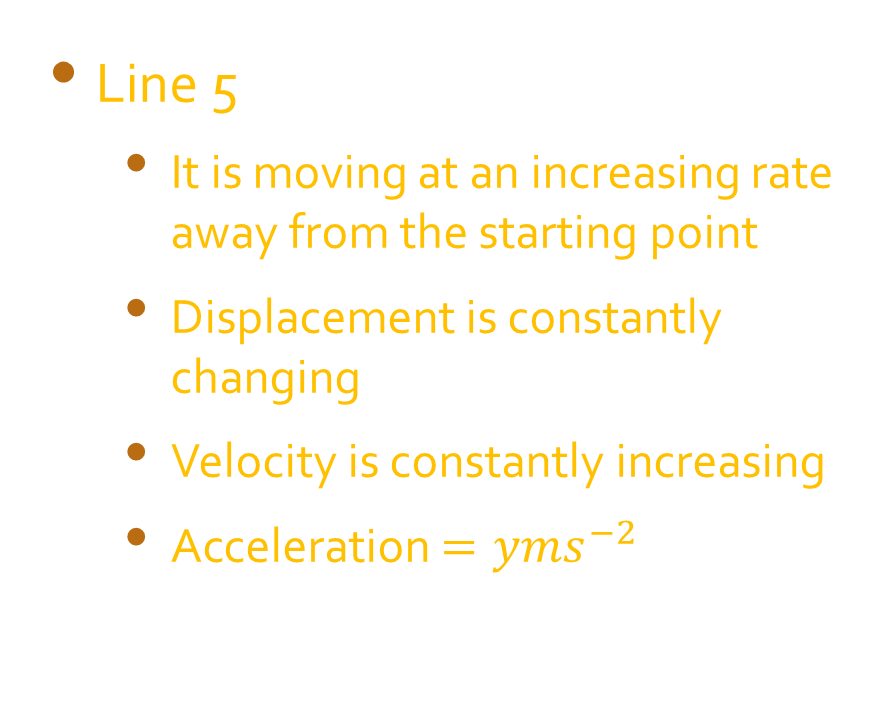 • Line 5
• It is moving at an increasing rate
away from the starting point
• Displacement is constantly
changing
• Velocity is constantly increasing
• Acceleration = yms⁻²